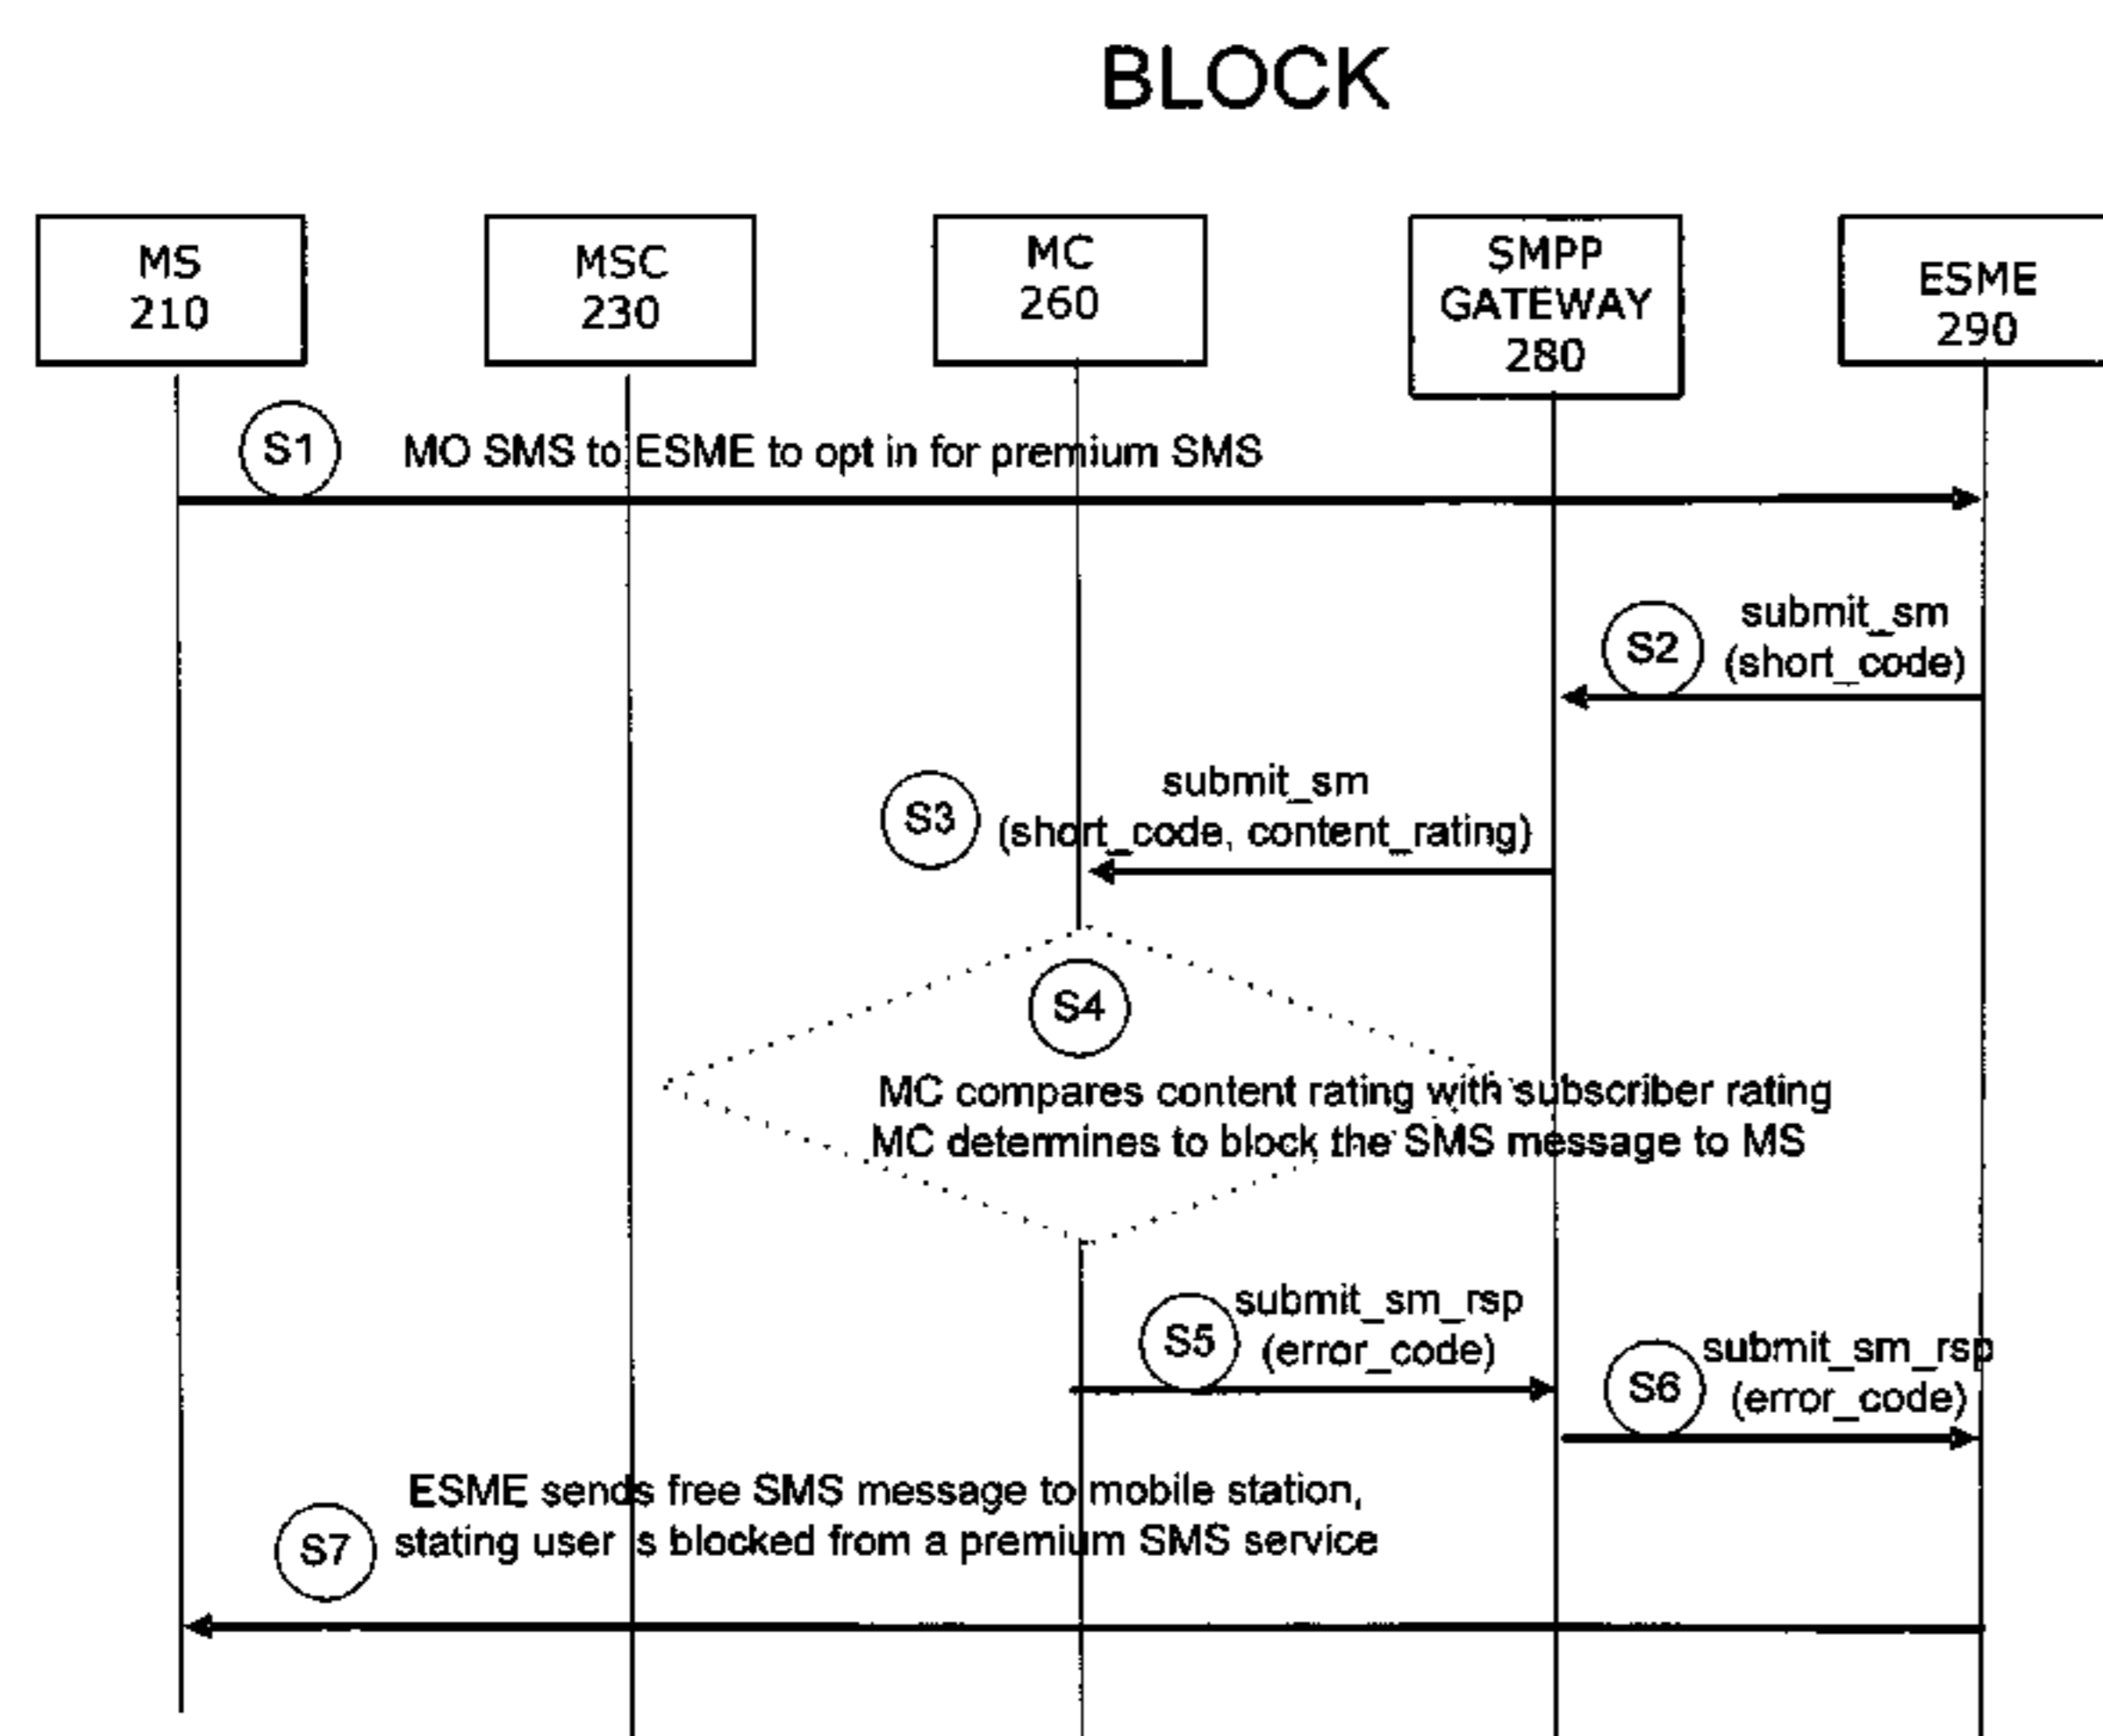 BLOCK
MS
210
MSC
230
MC
260
SMPP
GATEWAY
280
ESME
290
S1
MO SMS to ESME to opt in for premium SMS
S2
submit_sm
(short_code)
S3
submit_sm
(short_code, content_rating)
S4
MC compares content rating with subscriber rating
MC determines to block the SMS message to MS
S5
submit_sm_rsp
(error_code)
S6
submit_sm_rsp
(error_code)
S7
ESME sends free SMS message to mobile station,
stating user is blocked from a premium SMS service